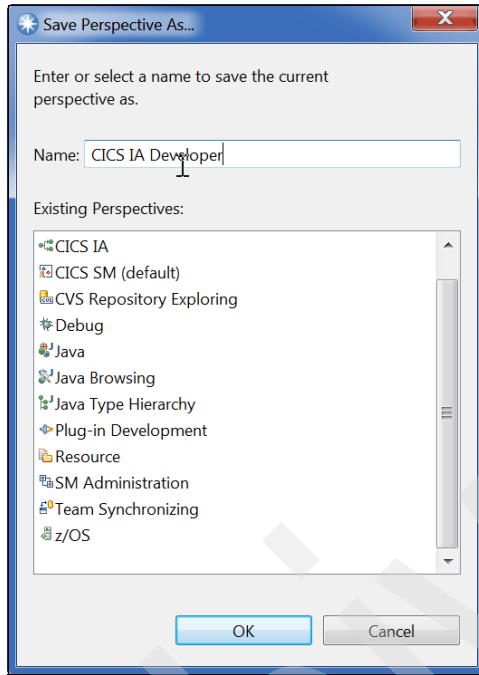 Save Perspective As...
Enter or select a name to save the current
perspective as.
Name: CICS IA Developer
Existing Perspectives:
CICS IA
CICS SM (default)
CVS Repository Exploring
Debug
Java
Java Browsing
Java Type Hierarchy
Plug-in Development
Resource
SM Administration
Team Synchronizing
z/OS
OK Cancel